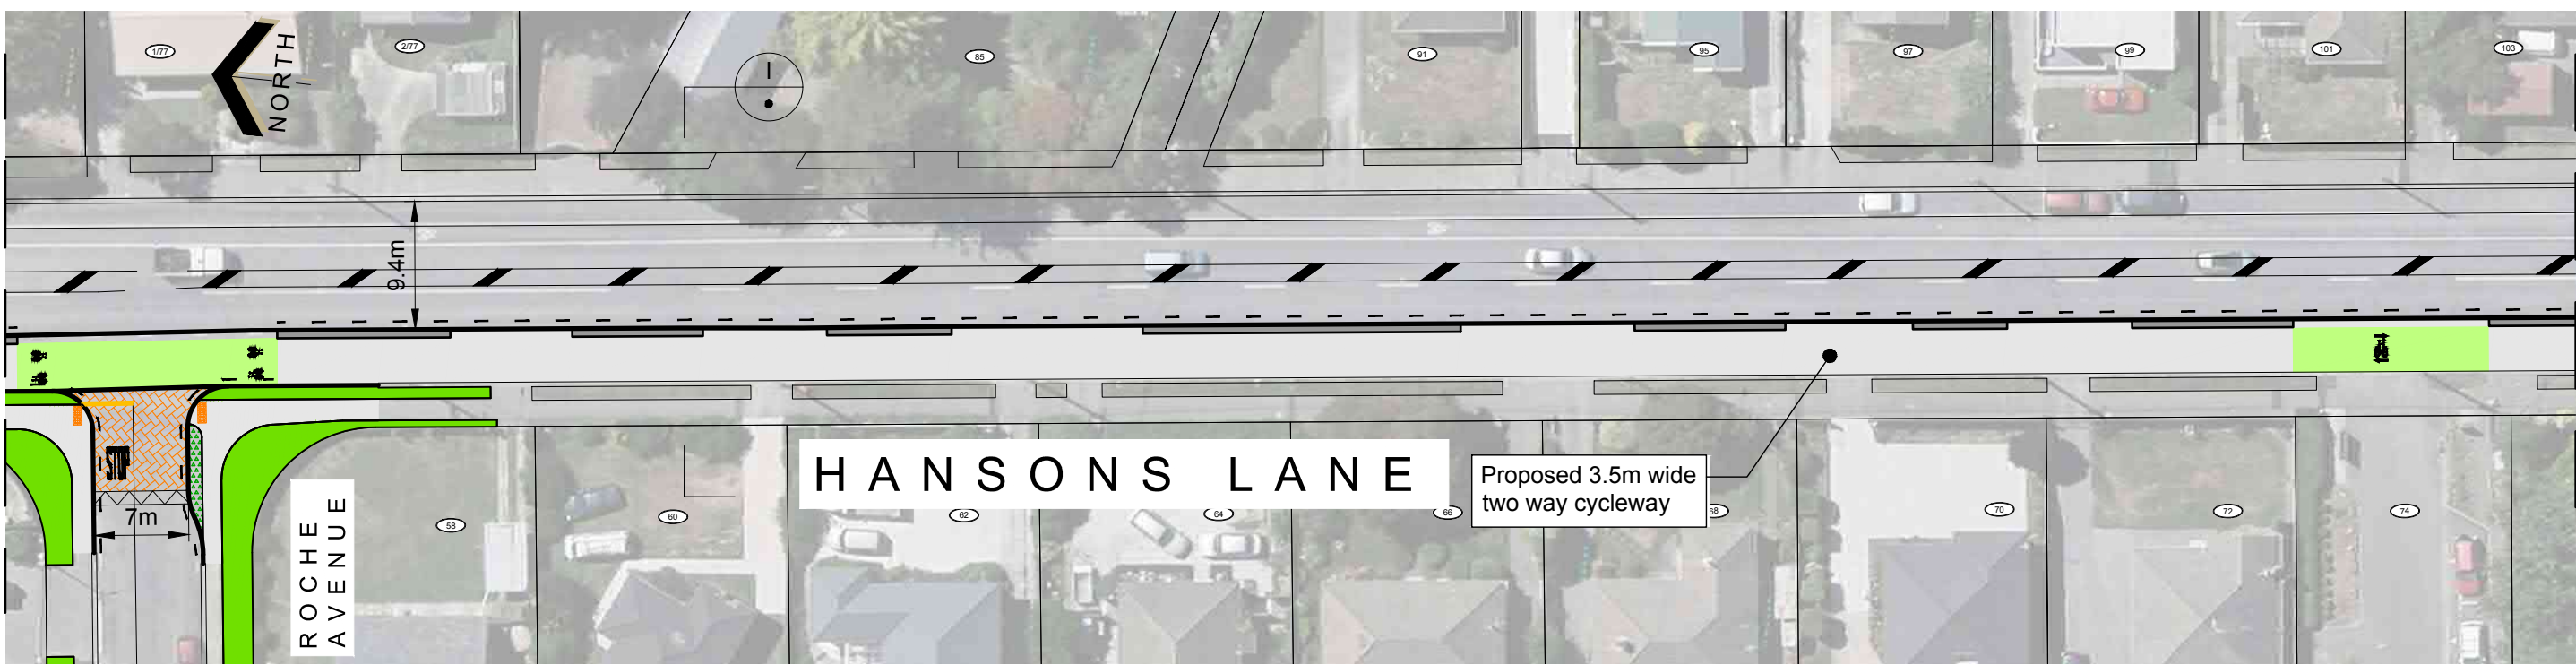 1/77
NORTH
2/77
85
91
95
97
99
101
103
9.4m
HANSONS LANE
Proposed 3.5m wide
two way cycleway
7m
ROCHE
AVENUE
58
60
62
64
66
68
70
72
74